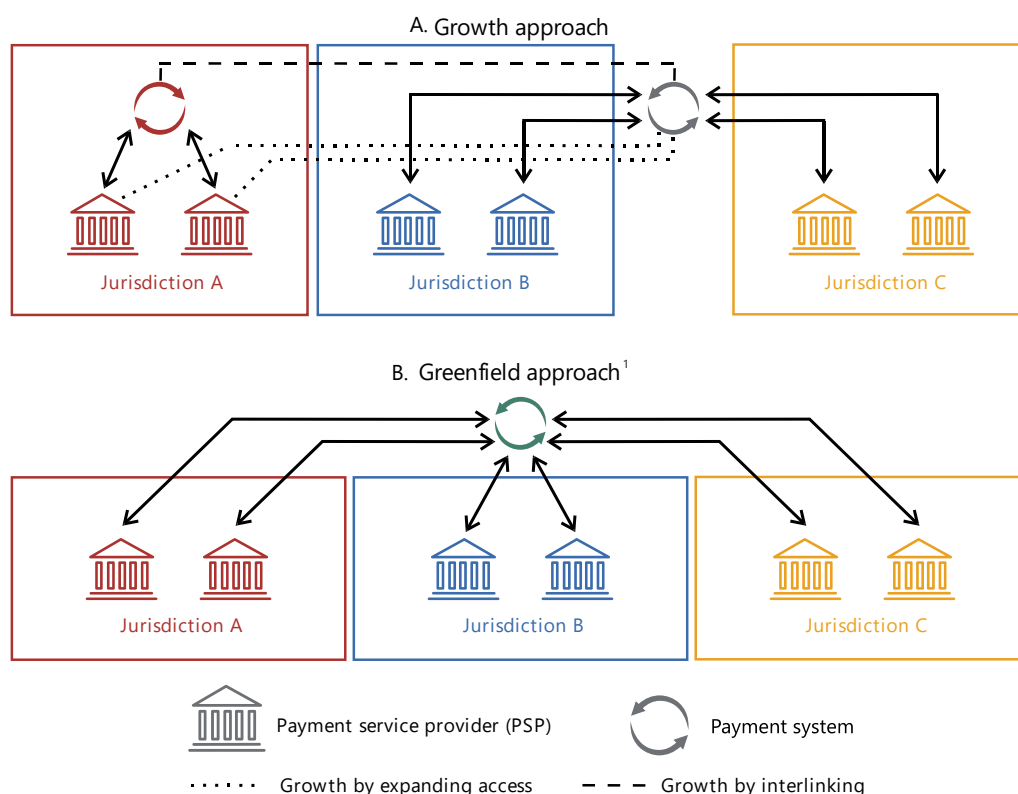 A. Growth approach
Jurisdiction A
Jurisdiction B
Jurisdiction C
B. Greenfield approach¹
Jurisdiction A
Jurisdiction B
Jurisdiction C
Payment service provider (PSP)
Payment system
Growth by expanding access
Growth by interlinking